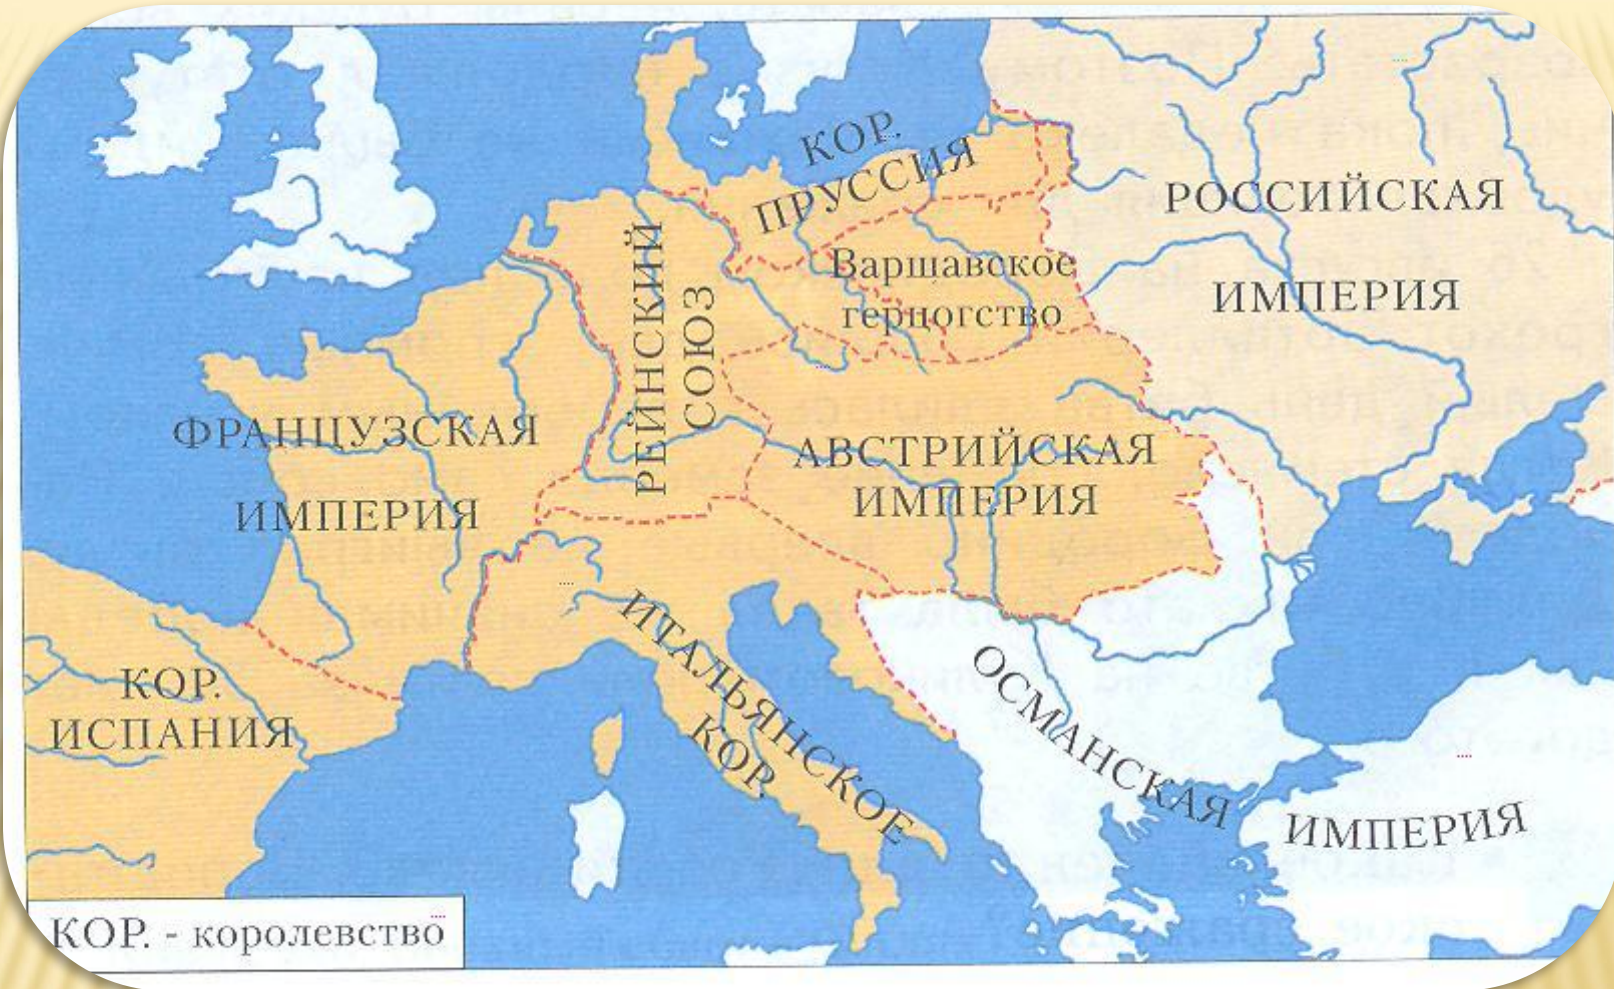 КОР.
ПРУССИЯ
РОССИЙСКАЯ
ИМПЕРИЯ
РЕЙНСКИЙ
СОЮЗ
Варшавское
герцогство
ФРАНЦУЗСКАЯ
ИМПЕРИЯ
АВСТРИЙСКАЯ
ИМПЕРИЯ
КОР.
ИСПАНИЯ
ИТАЛЬЯНСКОЕ
КОР.
ОСМАНСКАЯ
ИМПЕРИЯ
КОР. - королевство